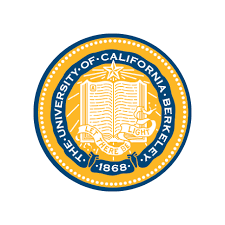 THE·UNIVERSITY·OF·CALIFORNIA·BERKELEY
LET THERE BE
LIGHT
·1868·